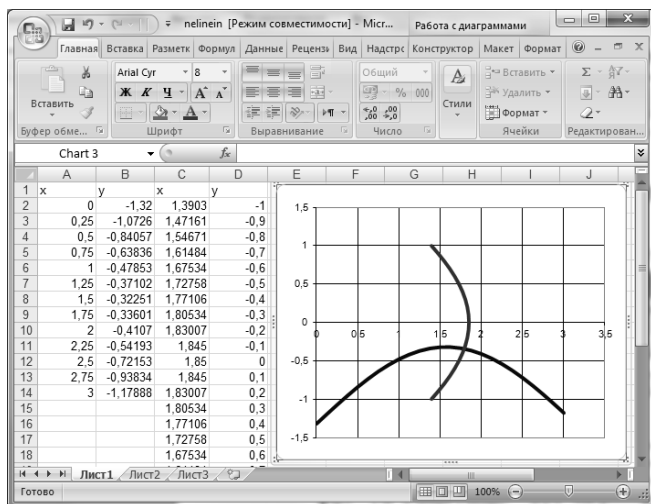 nelinein [Режим совместимости] - Micr...
Работа с диаграммами
Главная Вставка Разметк Формул Данные Рецензи Вид Надстрс Конструктор Макет Формат
Вставить
Буфер обме...
Arial Cyr 8
Ж К Ч А А
А
Шрифт
Выравнивание
Общий
% 000
Число
Стили
Вставить
Удалить
Формат
Ячейки
Редактирован...
Chart 3 fx
A B C D E F G H I J
1 x y x y
2 0 -1,32 1,3903 -1
3 0,25 -1,0726 1,47161 -0,9
4 0,5 -0,84057 1,54671 -0,8
5 0,75 -0,63836 1,61484 -0,7
6 1 -0,47853 1,67534 -0,6
7 1,25 -0,37102 1,72758 -0,5
8 1,5 -0,32251 1,77106 -0,4
9 1,75 -0,33601 1,80534 -0,3
10 2 -0,4107 1,83007 -0,2
11 2,25 -0,54193 1,845 -0,1
12 2,5 -0,72153 1,85 0
13 2,75 -0,93834 1,845 0,1
14 3 -1,17888 1,83007 0,2
15 1,80534 0,3
16 1,77106 0,4
17 1,72758 0,5
18 1,67534 0,6
1,5
1
0,5
0
0 0,5 1 1,5 2 2,5 3 3,5
-0,5
-1
-1,5
Лист1 Лист2 Лист3
Готово
100%